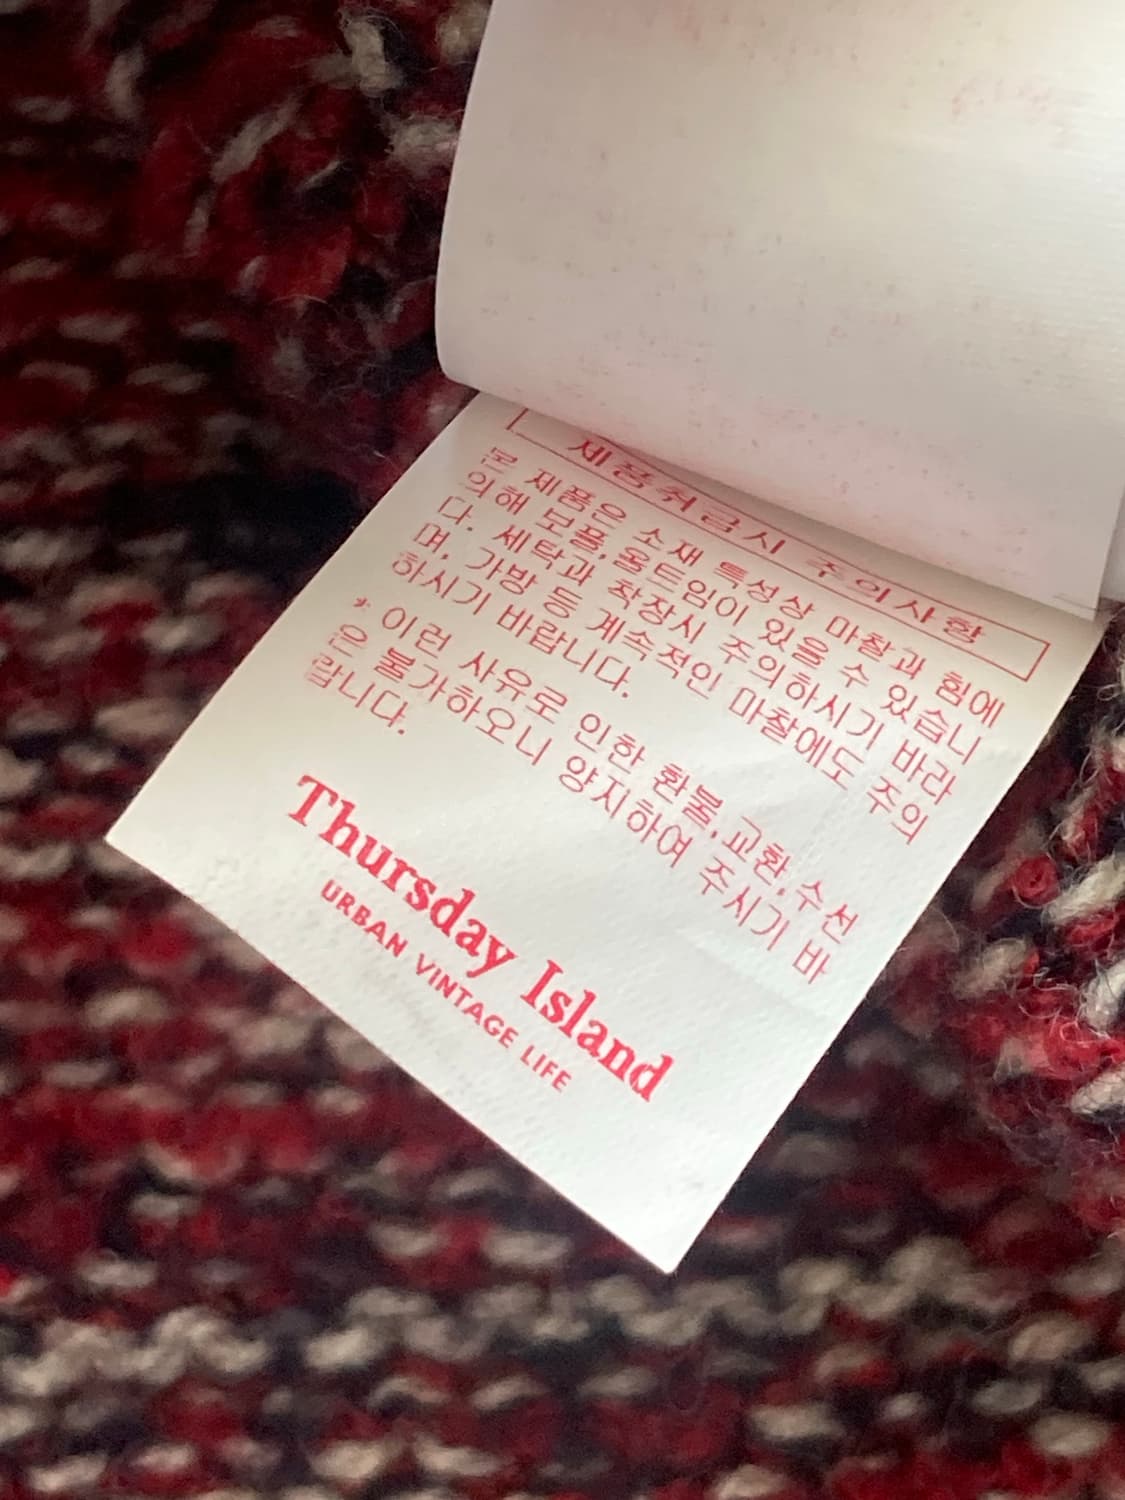 제품취급시 주의사항
본 제품은 소재 특성상 마찰과 힘에
의해 보풀,올트임이 있을 수 있습니
다. 세탁과 착장시 주의하시기 바라
며, 가방 등 계속적인 마찰에도 주의
하시기 바랍니다.
* 이런 사유로 인한 환불,교환,수선
은 불가하오니 양지하여 주시기 바
랍니다.
Thursday Island
URBAN VINTAGE LIFE